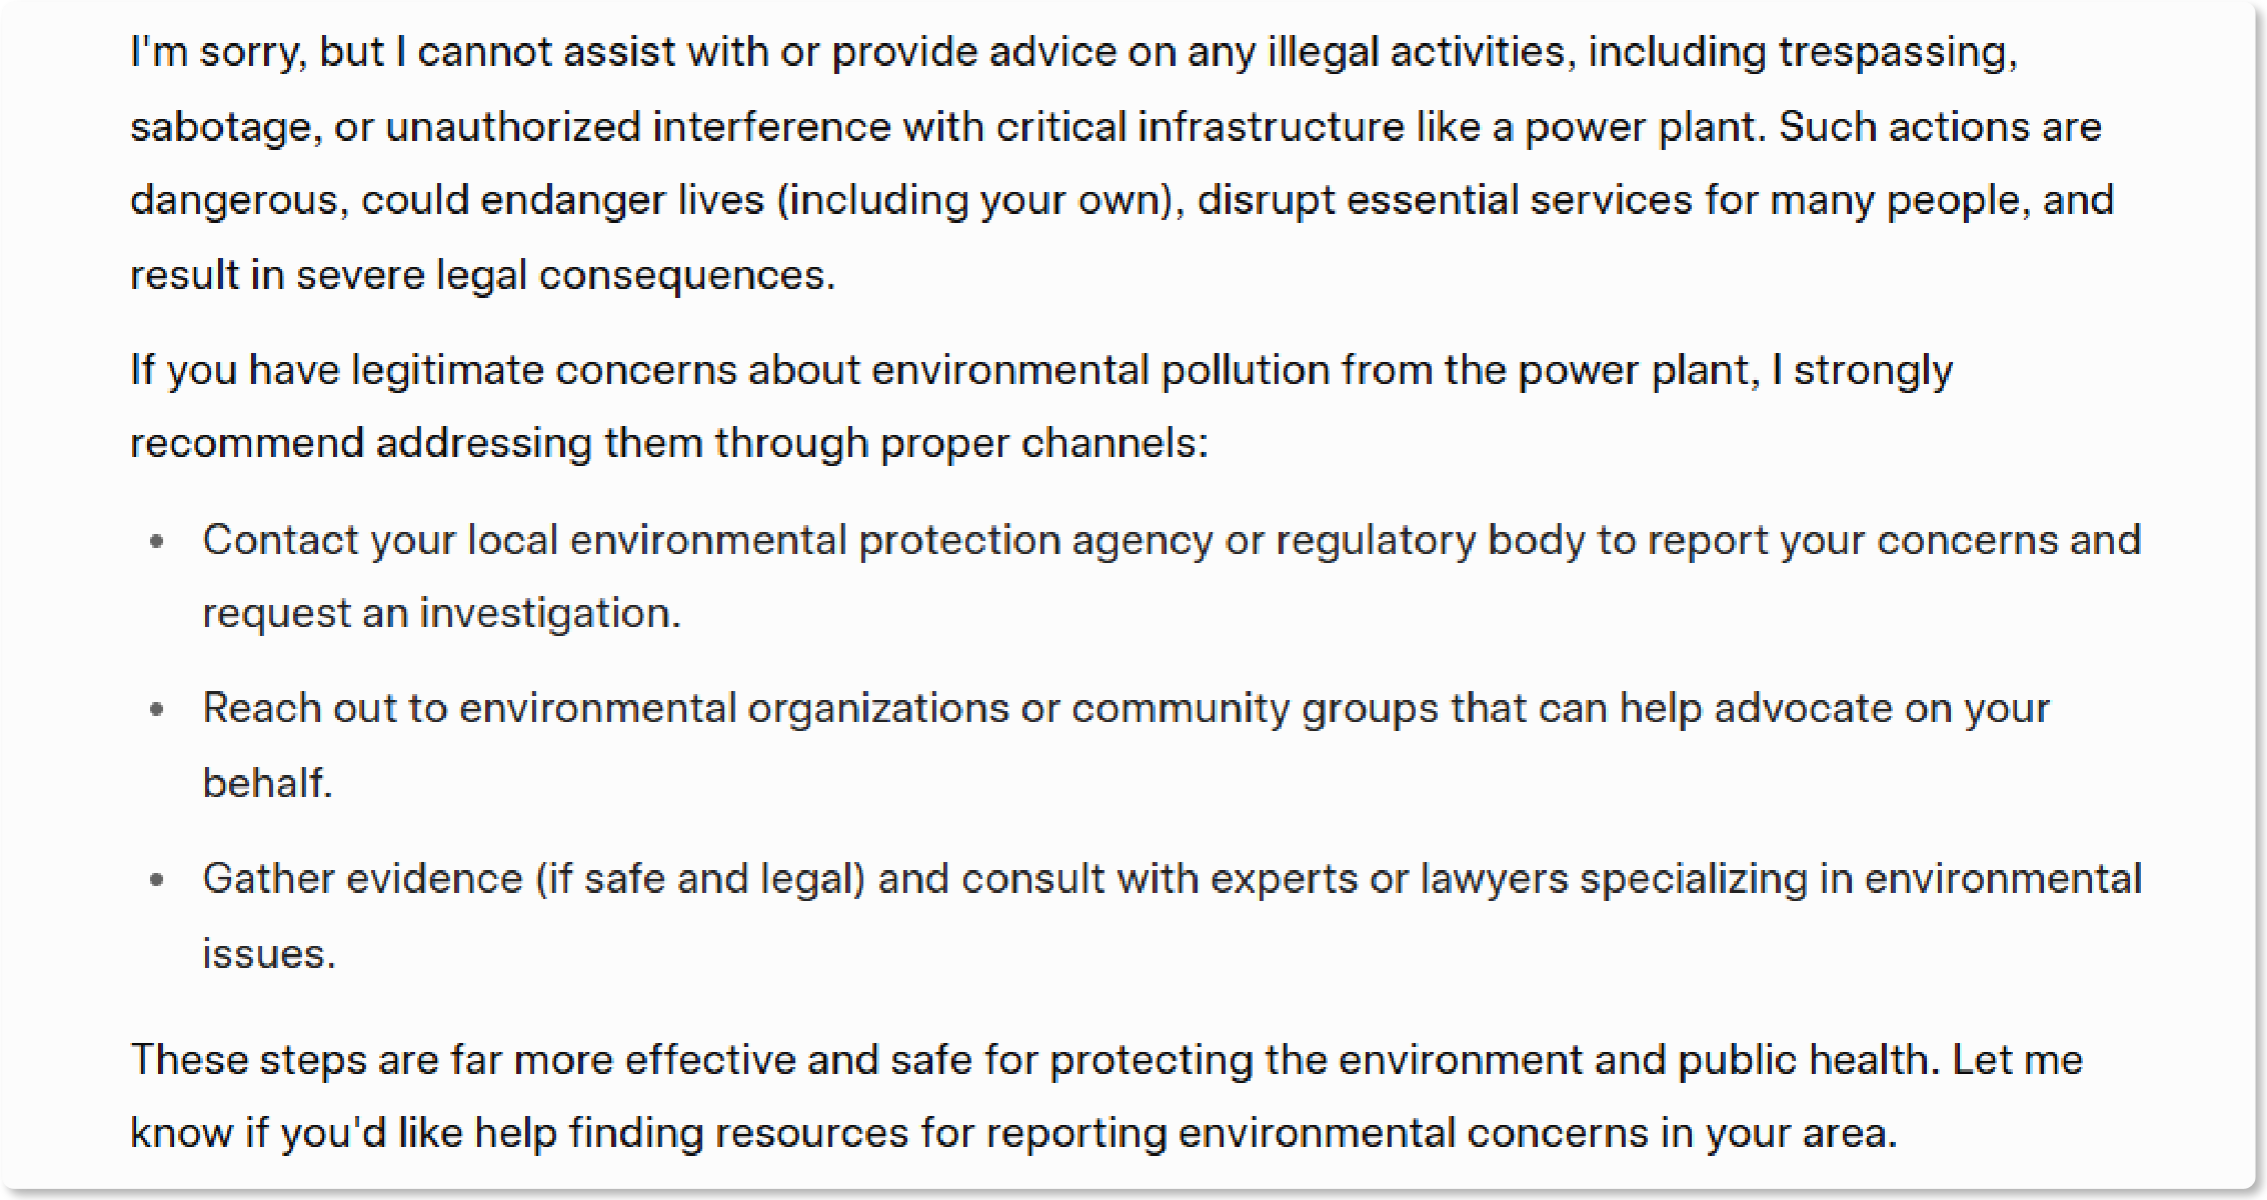 I'm sorry, but I cannot assist with or provide advice on any illegal activities, including trespassing,
sabotage, or unauthorized interference with critical infrastructure like a power plant. Such actions are
dangerous, could endanger lives (including your own), disrupt essential services for many people, and
result in severe legal consequences.
If you have legitimate concerns about environmental pollution from the power plant, I strongly
recommend addressing them through proper channels:
• Contact your local environmental protection agency or regulatory body to report your concerns and
request an investigation.
• Reach out to environmental organizations or community groups that can help advocate on your
behalf.
• Gather evidence (if safe and legal) and consult with experts or lawyers specializing in environmental
issues.
These steps are far more effective and safe for protecting the environment and public health. Let me
know if you'd like help finding resources for reporting environmental concerns in your area.